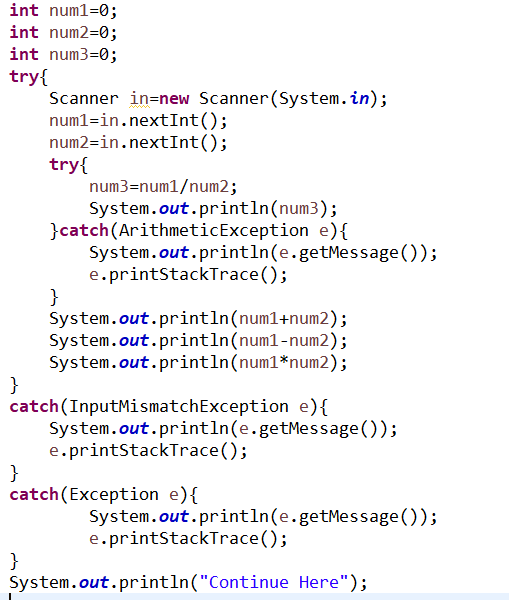 int num1=0;
int num2=0;
int num3=0;
try{
    Scanner in=new Scanner(System.in);
    num1=in.nextInt();
    num2=in.nextInt();
    try{
        num3=num1/num2;
        System.out.println(num3);
    }catch(ArithmeticException e){
        System.out.println(e.getMessage());
        e.printStackTrace();
    }
    System.out.println(num1+num2);
    System.out.println(num1-num2);
    System.out.println(num1*num2);
}
catch(InputMismatchException e){
    System.out.println(e.getMessage());
    e.printStackTrace();
}
catch(Exception e){
        System.out.println(e.getMessage());
        e.printStackTrace();
}
System.out.println("Continue Here");